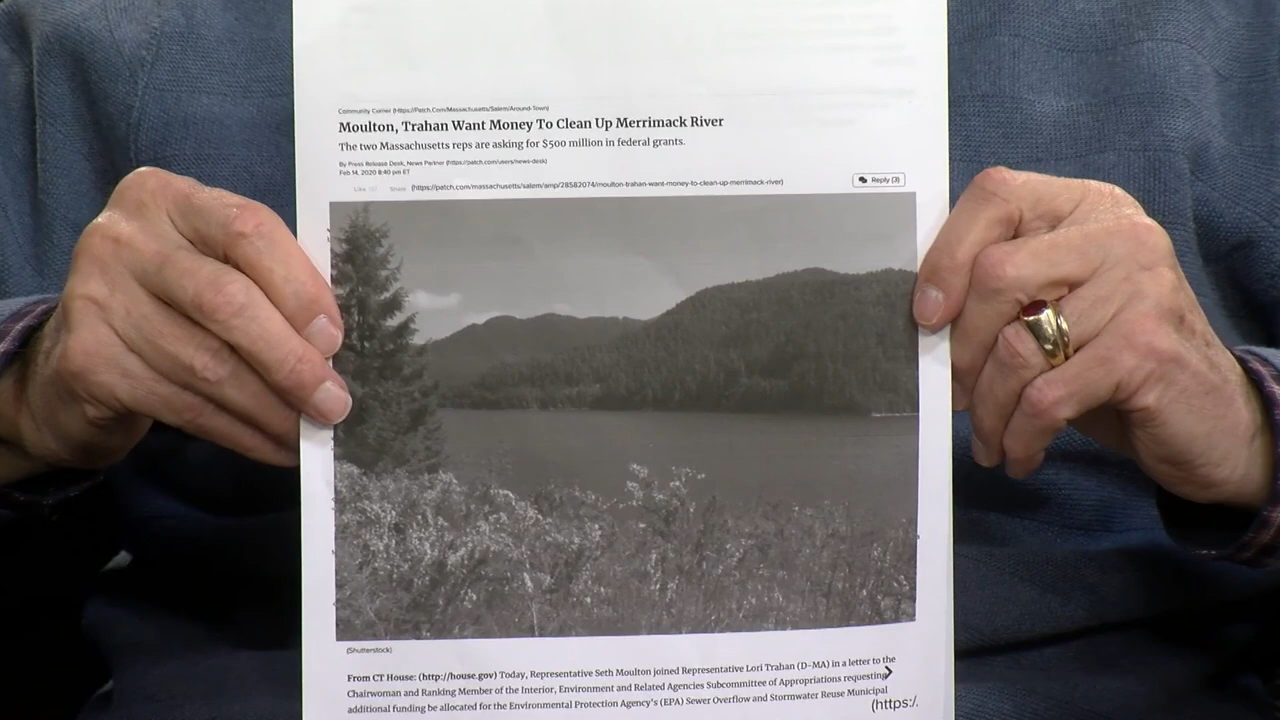 Community Corner (Https://Patch.Com/Massachusetts/Salem/Around-Town)
Moulton, Trahan Want Money To Clean Up Merrimack River
The two Massachusetts reps are asking for $500 million in federal grants.
By Press Release Desk, News Partner (https://patch.com/users/news-desk)
Feb 14, 2020 8:40 pm ET
Like Share (https://patch.com/massachusetts/salem/amp/28582074/moulton-trahan-want-money-to-clean-up-merrimack-river) Reply (3)
(Shutterstock)
From CT House: (http://house.gov) Today, Representative Seth Moulton joined Representative Lori Trahan (D-MA) in a letter to the
Chairwoman and Ranking Member of the Interior, Environment and Related Agencies Subcommittee of Appropriations requesting
additional funding be allocated for the Environmental Protection Agency's (EPA) Sewer Overflow and Stormwater Reuse Municipal
(https:/.